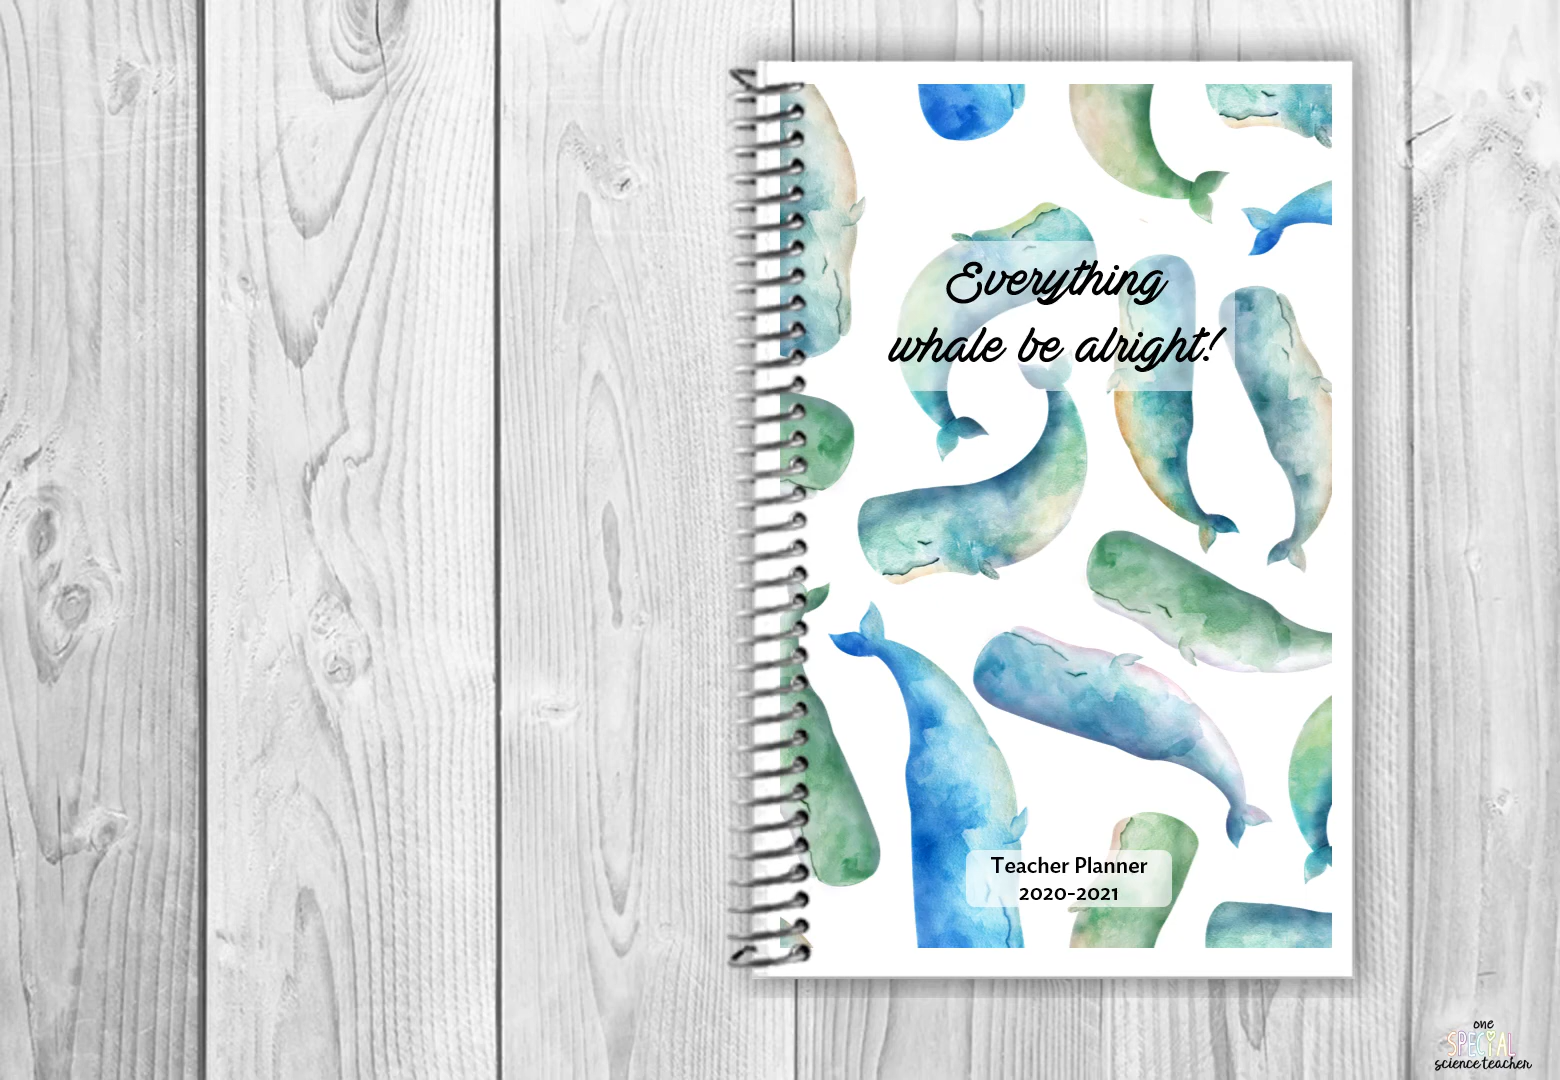 Everything
whale be alright!
Teacher Planner
2020-2021
one
SPECIAL
science teacher